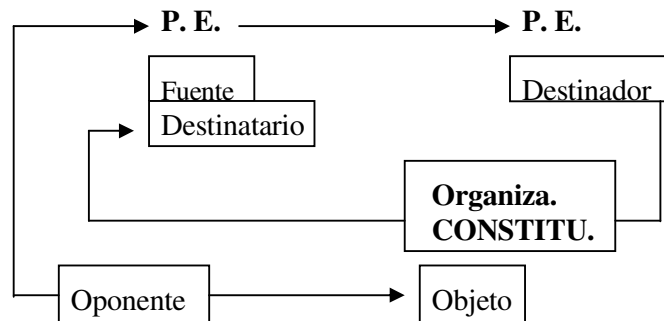 P. E. P. E.
Fuente Destinador
Destinatario
Organiza.
CONSTITU.
Oponente Objeto